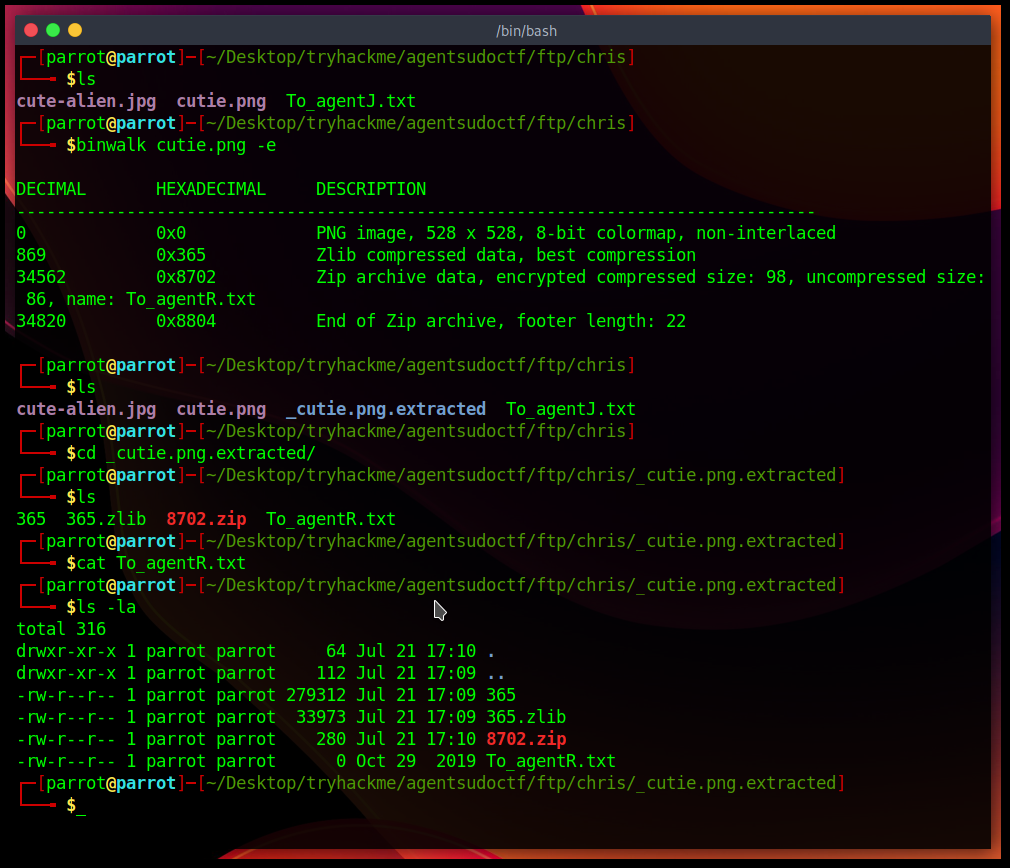 /bin/bash
┌─[parrot@parrot]─[~/Desktop/tryhackme/agentsudoctf/ftp/chris]
└──╼ $ls
cute-alien.jpg  cutie.png  To_agentJ.txt
┌─[parrot@parrot]─[~/Desktop/tryhackme/agentsudoctf/ftp/chris]
└──╼ $binwalk cutie.png -e
DECIMAL       HEXADECIMAL     DESCRIPTION
--------------------------------------------------------------------------------
0             0x0             PNG image, 528 x 528, 8-bit colormap, non-interlaced
869           0x365           Zlib compressed data, best compression
34562         0x8702          Zip archive data, encrypted compressed size: 98, uncompressed size:
 86, name: To_agentR.txt
34820         0x8804          End of Zip archive, footer length: 22
┌─[parrot@parrot]─[~/Desktop/tryhackme/agentsudoctf/ftp/chris]
└──╼ $ls
cute-alien.jpg  cutie.png  _cutie.png.extracted  To_agentJ.txt
┌─[parrot@parrot]─[~/Desktop/tryhackme/agentsudoctf/ftp/chris]
└──╼ $cd _cutie.png.extracted/
┌─[parrot@parrot]─[~/Desktop/tryhackme/agentsudoctf/ftp/chris/_cutie.png.extracted]
└──╼ $ls
365  365.zlib  8702.zip  To_agentR.txt
┌─[parrot@parrot]─[~/Desktop/tryhackme/agentsudoctf/ftp/chris/_cutie.png.extracted]
└──╼ $cat To_agentR.txt
┌─[parrot@parrot]─[~/Desktop/tryhackme/agentsudoctf/ftp/chris/_cutie.png.extracted]
└──╼ $ls -la
total 316
drwxr-xr-x 1 parrot parrot     64 Jul 21 17:10 .
drwxr-xr-x 1 parrot parrot    112 Jul 21 17:09 ..
-rw-r--r-- 1 parrot parrot 279312 Jul 21 17:09 365
-rw-r--r-- 1 parrot parrot  33973 Jul 21 17:09 365.zlib
-rw-r--r-- 1 parrot parrot    280 Jul 21 17:10 8702.zip
-rw-r--r-- 1 parrot parrot      0 Oct 29  2019 To_agentR.txt
┌─[parrot@parrot]─[~/Desktop/tryhackme/agentsudoctf/ftp/chris/_cutie.png.extracted]
└──╼ $_